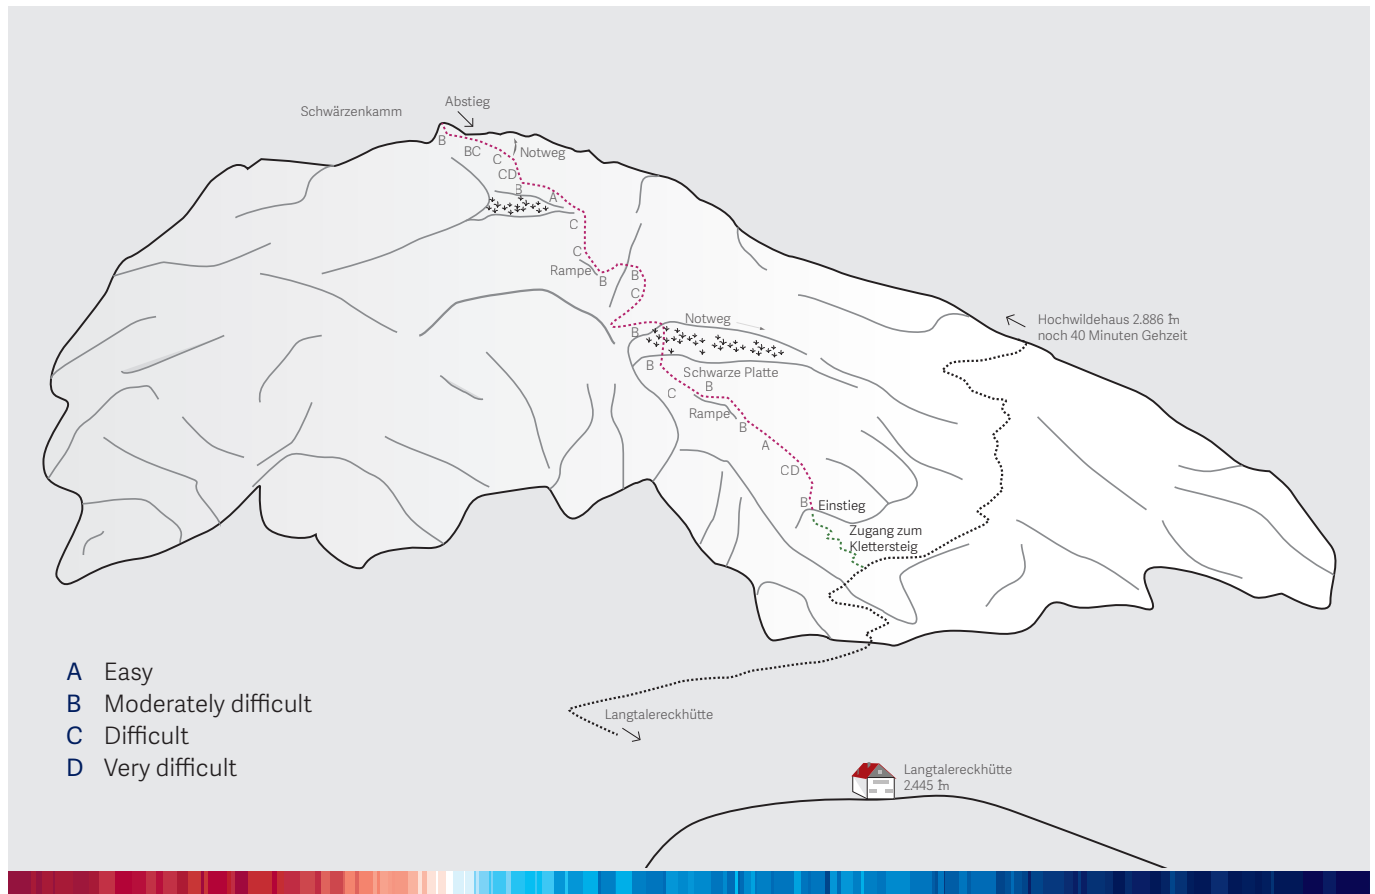 Abstieg
Schwärzenkamm
B
BC
C
Notweg
CD
B
A
C
C
Rampe
B
B
C
Notweg
B
Hochwildehaus 2.886 m
noch 40 Minuten Gehzeit
B
Schwarze Platte
B
C
Rampe
B
A
CD
B
Einstieg
Zugang zum
Klettersteig
A Easy
B Moderately difficult
C Difficult
D Very difficult
Langtalereckhütte
Langtalereckhütte
2.445 m